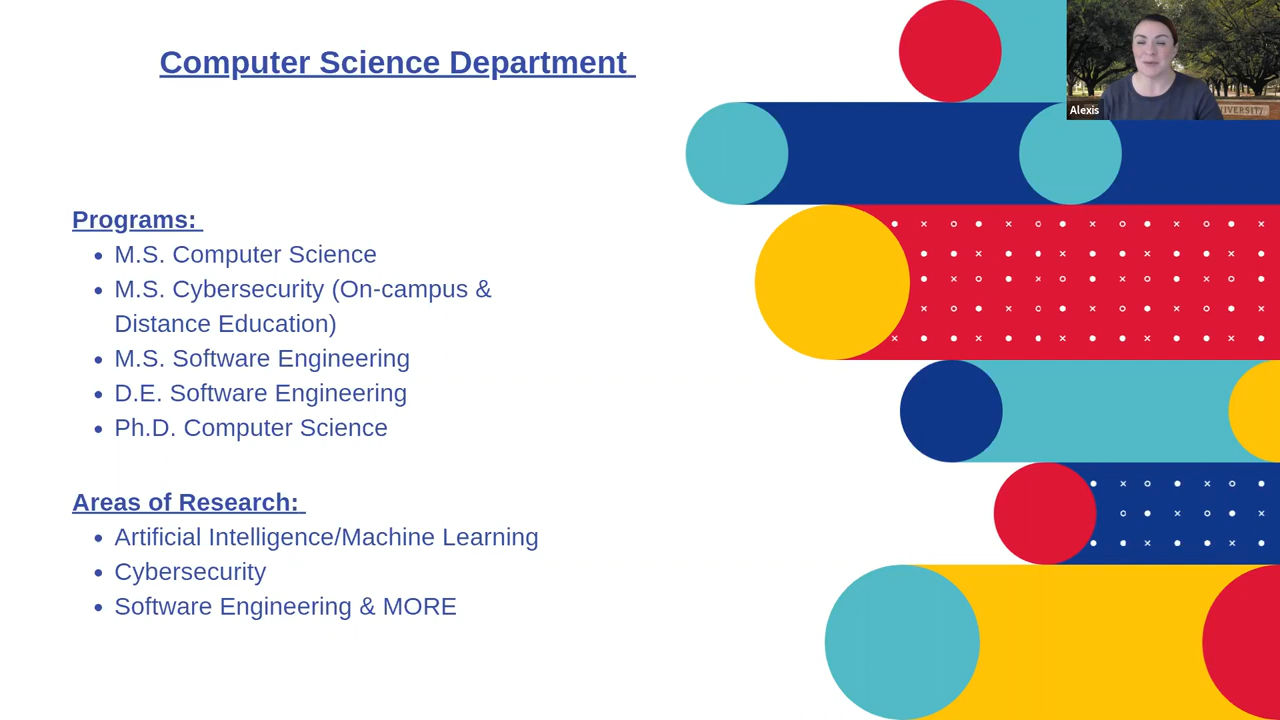 Computer Science Department
Alexis
VERSITY
Programs:
• M.S. Computer Science
• M.S. Cybersecurity (On-campus &
Distance Education)
• M.S. Software Engineering
• D.E. Software Engineering
• Ph.D. Computer Science
Areas of Research:
• Artificial Intelligence/Machine Learning
• Cybersecurity
• Software Engineering & MORE